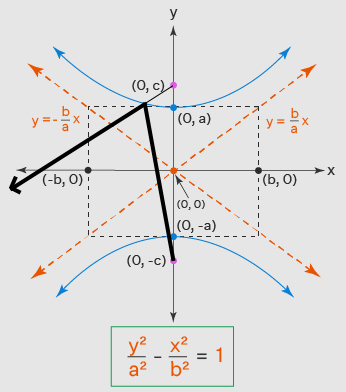 y
(0, c)
(0, a)
y = - b/a x
y = b/a x
x
(-b, 0)
(b, 0)
(0, 0)
(0, -a)
(0, -c)
y²/a² - x²/b² = 1